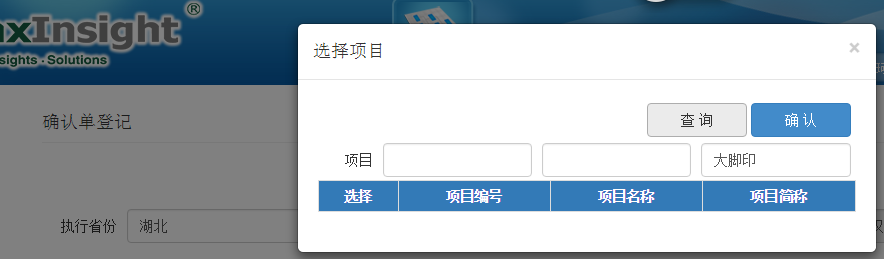 xInsight®
sights · Solutions
选择项目
×
确认单登记
查 询
确 认
项目
大脚印
选择 项目编号 项目名称 项目简称
执行省份 湖北